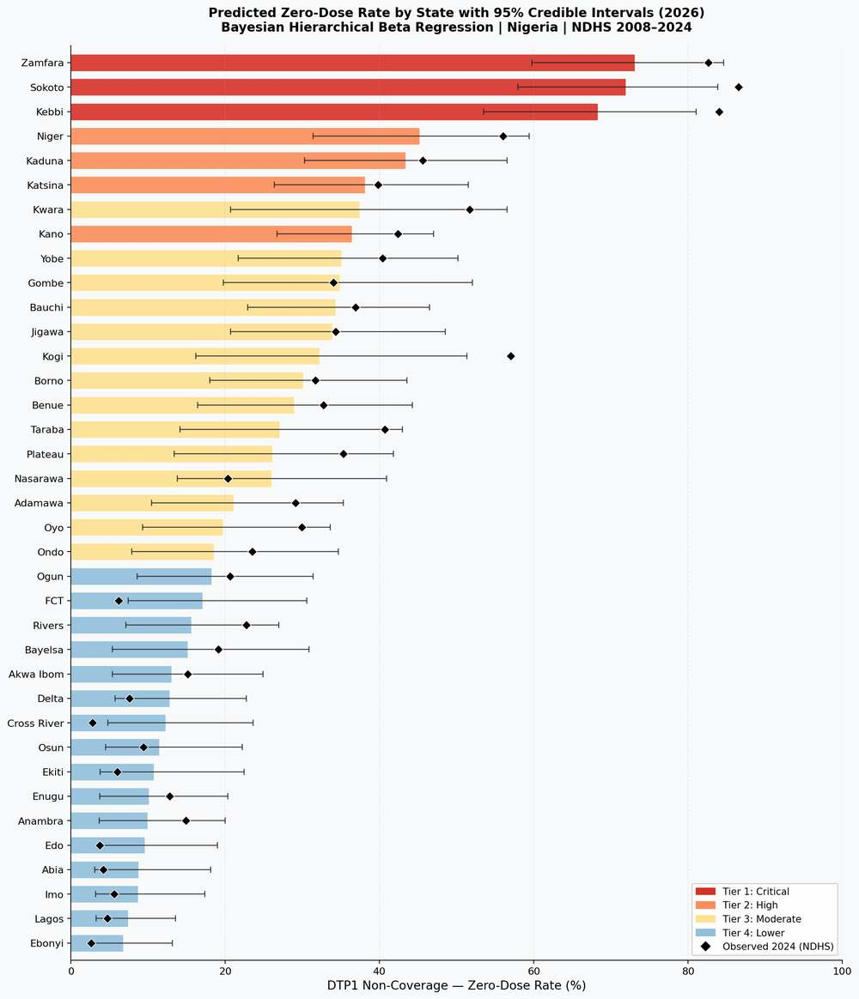 Predicted Zero-Dose Rate by State with 95% Credible Intervals (2026)
Bayesian Hierarchical Beta Regression | Nigeria | NDHS 2008–2024
Zamfara
Sokoto
Kebbi
Niger
Kaduna
Katsina
Kwara
Kano
Yobe
Gombe
Bauchi
Jigawa
Kogi
Borno
Benue
Taraba
Plateau
Nasarawa
Adamawa
Oyo
Ondo
Ogun
FCT
Rivers
Bayelsa
Akwa Ibom
Delta
Cross River
Osun
Ekiti
Enugu
Anambra
Edo
Abia
Imo
Lagos
Ebonyi
Tier 1: Critical
Tier 2: High
Tier 3: Moderate
Tier 4: Lower
Observed 2024 (NDHS)
0 20 40 60 80 100
DTP1 Non-Coverage — Zero-Dose Rate (%)